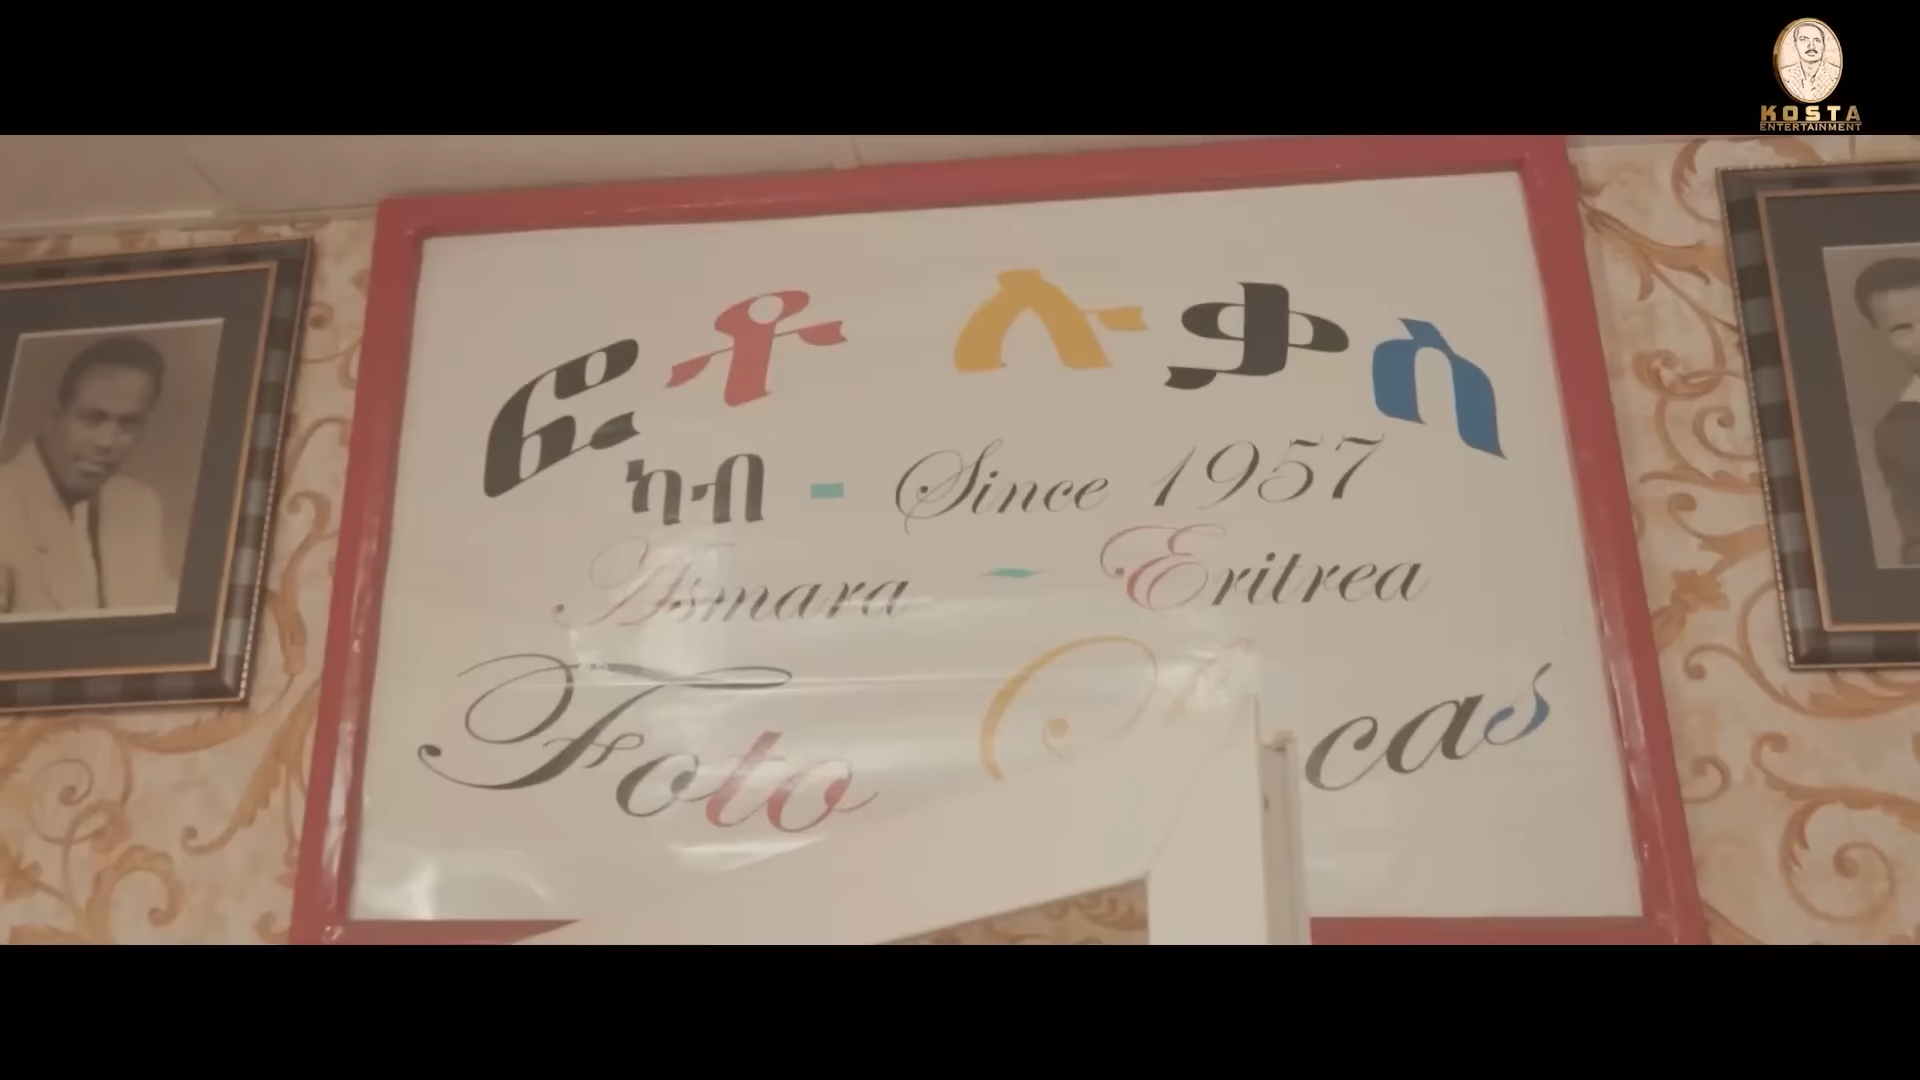 KOSTA
ENTERTAINMENT
ፎቶ ሉቃስ
ካብ - Since 1957
Asmara - Eritrea
Foto